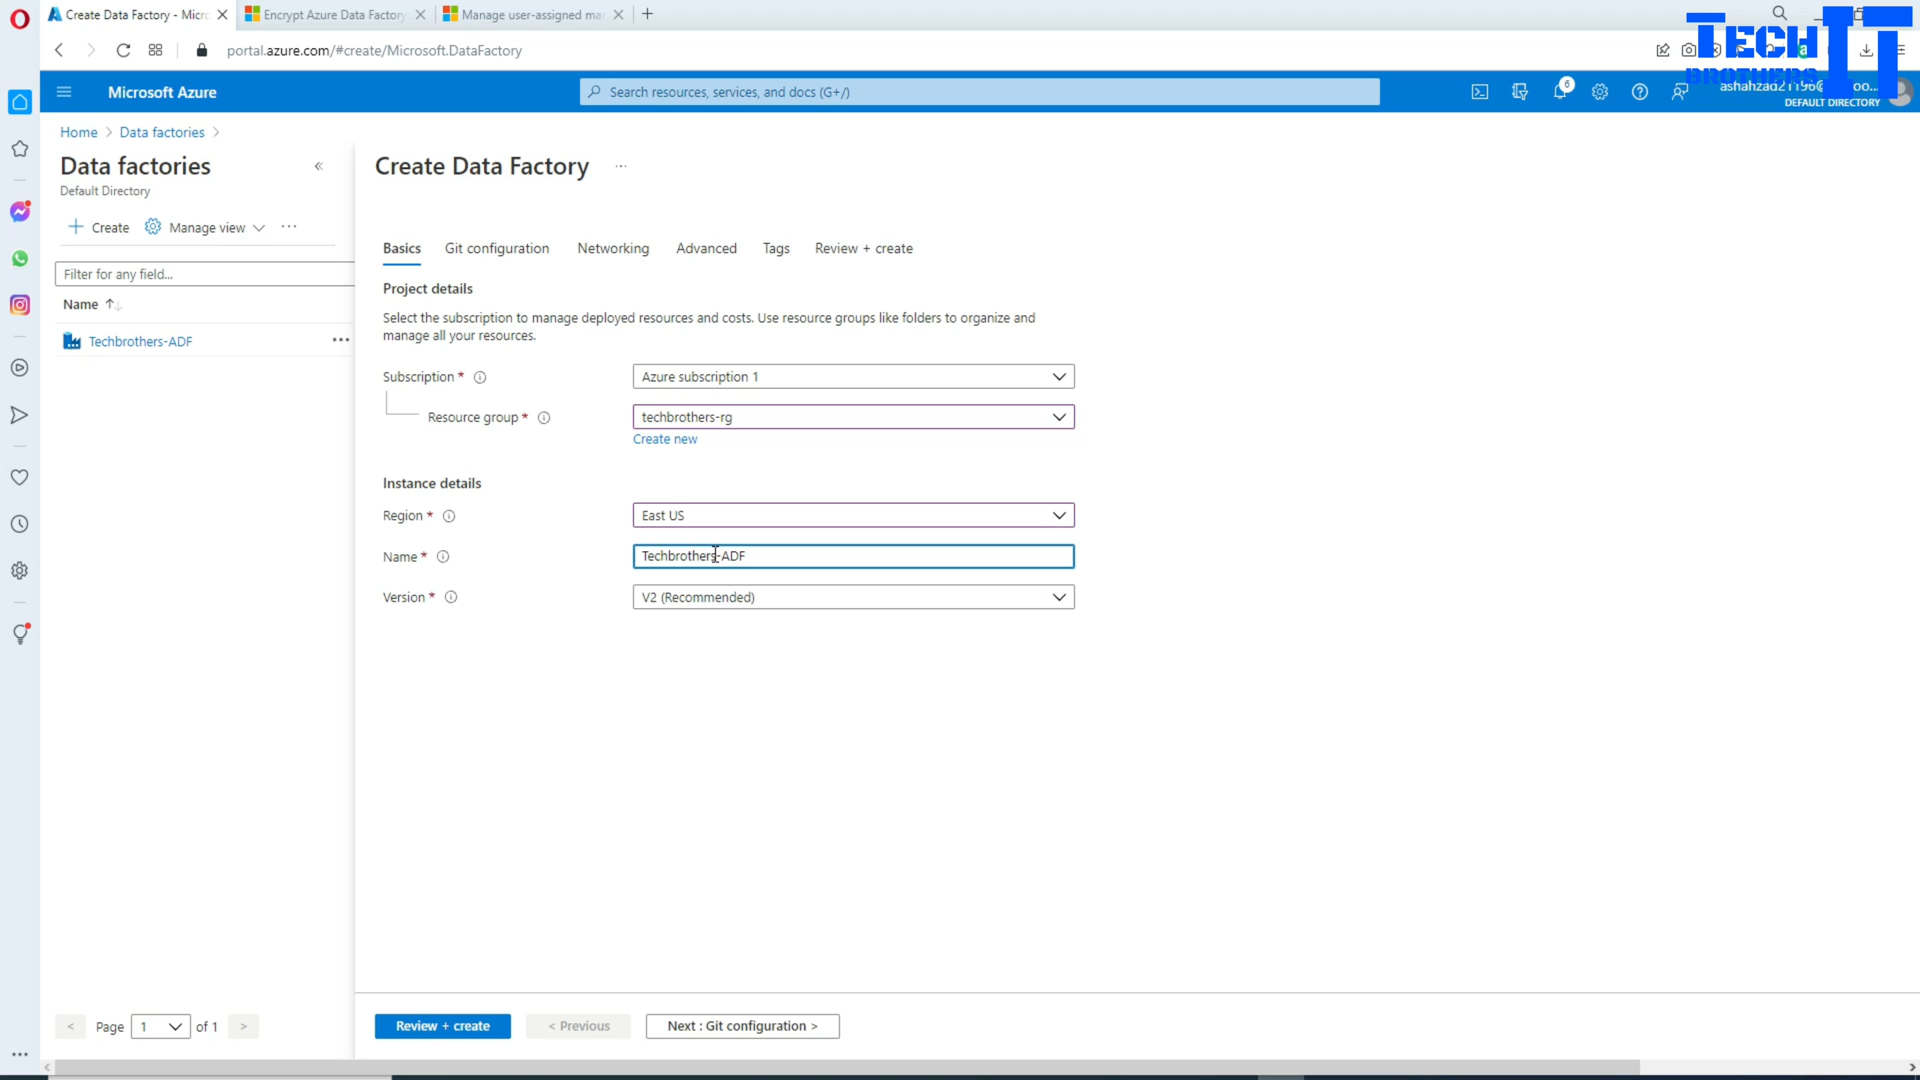 Create Data Factory - Micro
Encrypt Azure Data Factory
Manage user-assigned ma
portal.azure.com/#create/Microsoft.DataFactory
TECH IT
BROTHERS
Microsoft Azure
Search resources, services, and docs (G+/)
6
DEFAULT DIRECTORY
Home > Data factories >
Data factories
Default Directory
Create
Manage view
Filter for any field...
Name
Techbrothers-ADF
Create Data Factory
Basics
Git configuration
Networking
Advanced
Tags
Review + create
Project details
Select the subscription to manage deployed resources and costs. Use resource groups like folders to organize and
manage all your resources.
Subscription *
Azure subscription 1
Resource group *
techbrothers-rg
Create new
Instance details
Region *
East US
Name *
Techbrothers-ADF
Version *
V2 (Recommended)
< Page 1 of 1 >
Review + create
< Previous
Next : Git configuration >